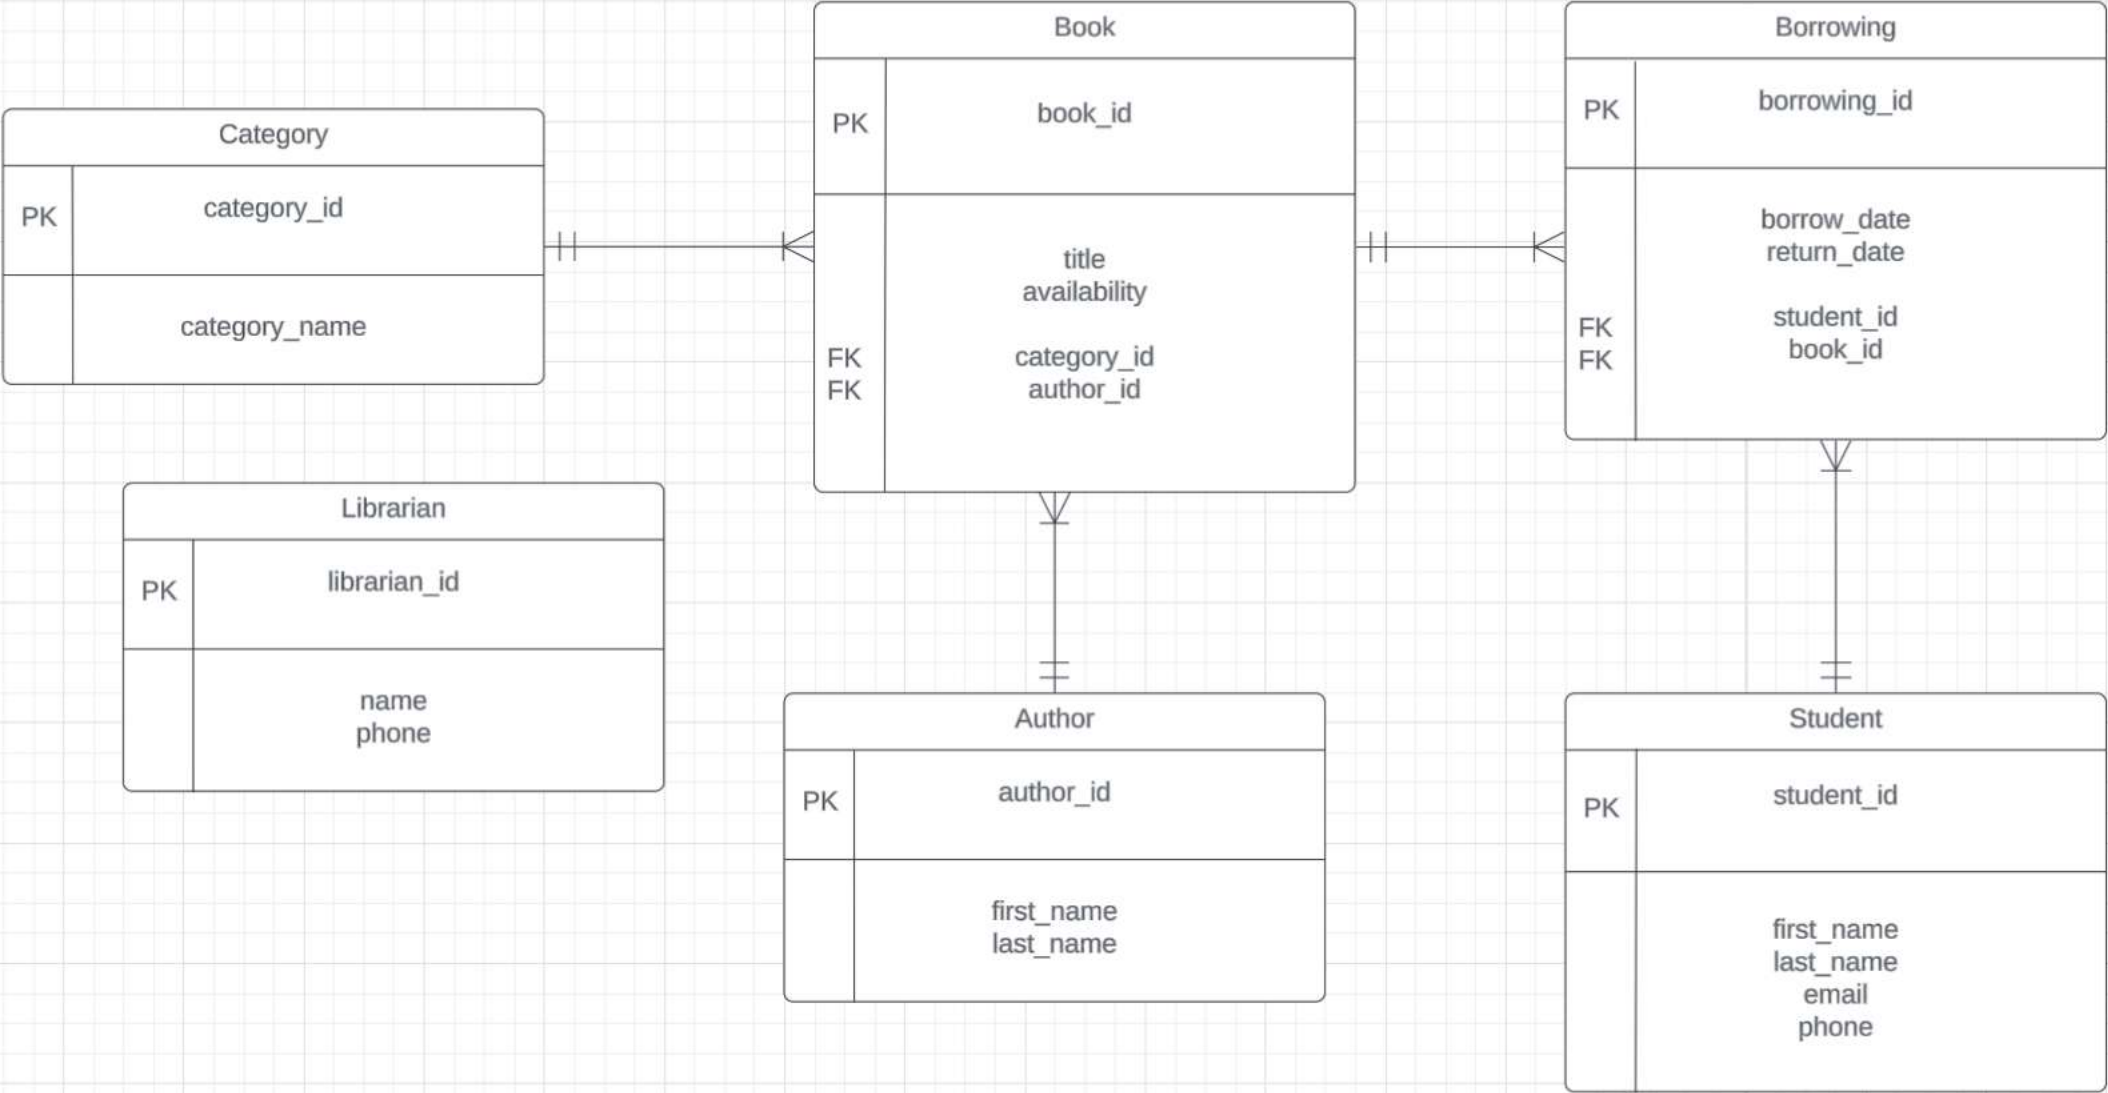 Category
PK
category_id
category_name
Book
PK
book_id
title
availability
FK category_id
FK author_id
Borrowing
PK
borrowing_id
borrow_date
return_date
FK student_id
FK book_id
Librarian
PK
librarian_id
name
phone
Author
PK
author_id
first_name
last_name
Student
PK
student_id
first_name
last_name
email
phone